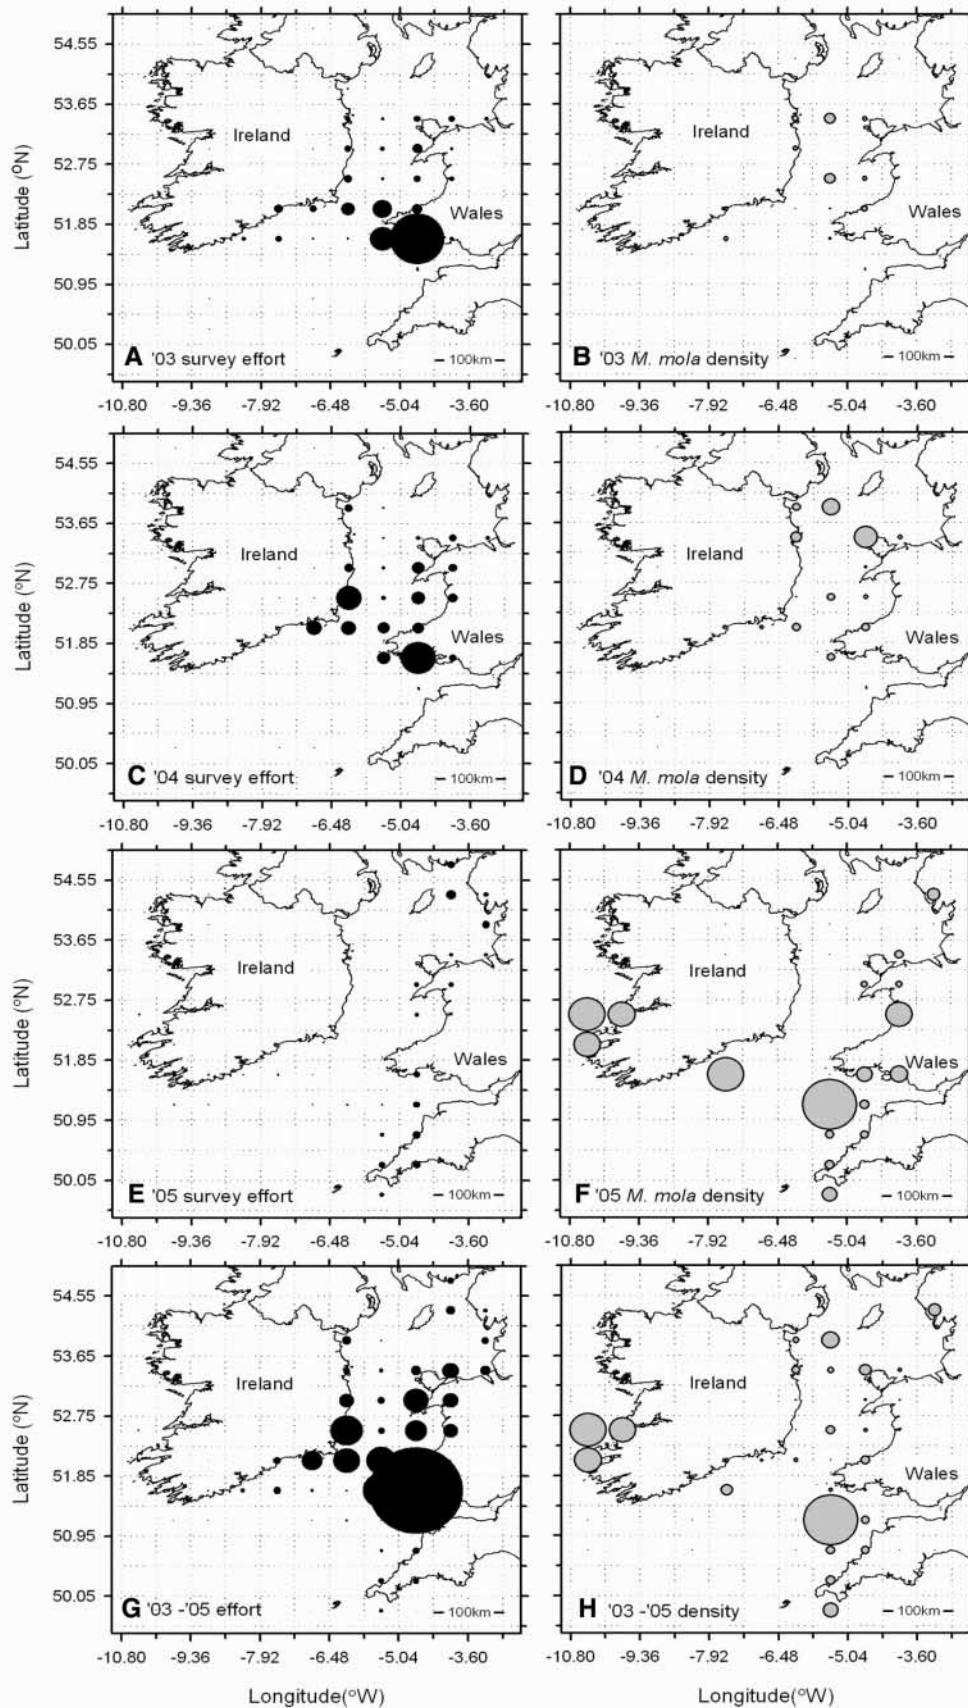 54.55
53.65
52.75
51.85
50.95
50.05
Latitude (ºN)
Ireland
Wales
A '03 survey effort
100km
-10.80 -9.36 -7.92 -6.48 -5.04 -3.60
Ireland
Wales
B '03 M. mola density
100km
-10.80 -9.36 -7.92 -6.48 -5.04 -3.60
54.55
53.65
52.75
51.85
50.95
50.05
Latitude (ºN)
Ireland
Wales
C '04 survey effort
100km
-10.80 -9.36 -7.92 -6.48 -5.04 -3.60
Ireland
Wales
D '04 M. mola density
100km
-10.80 -9.36 -7.92 -6.48 -5.04 -3.60
54.55
53.65
52.75
51.85
50.95
50.05
Latitude (ºN)
Ireland
Wales
E '05 survey effort
100km
-10.80 -9.36 -7.92 -6.48 -5.04 -3.60
Ireland
Wales
F '05 M. mola density
100km
-10.80 -9.36 -7.92 -6.48 -5.04 -3.60
54.55
53.65
52.75
51.85
50.95
50.05
Latitude (ºN)
Ireland
G '03 -'05 effort
100km
-10.80 -9.36 -7.92 -6.48 -5.04 -3.60
Longitude(ºW)
Ireland
Wales
H '03 -'05 density
100km
-10.80 -9.36 -7.92 -6.48 -5.04 -3.60
Longitude(ºW)